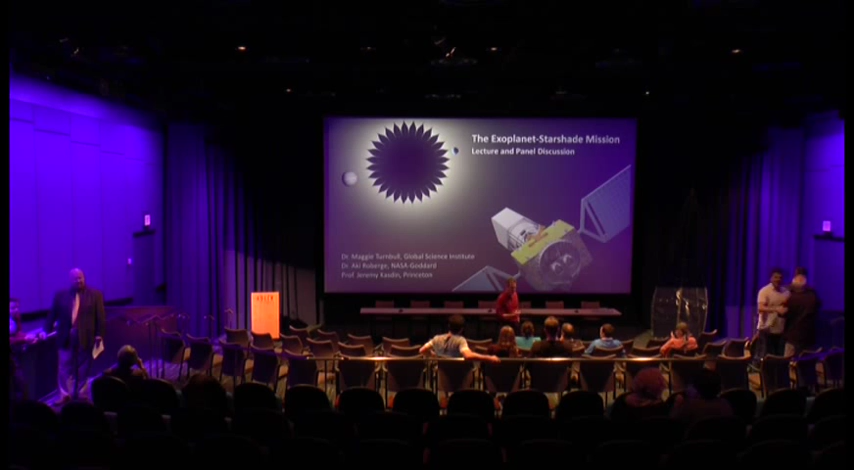 The Exoplanet-Starshade Mission
Lecture and Panel Discussion
Dr. Maggie Turnbull, Global Science Institute
Dr. Aki Roberge, NASA-Goddard
Prof. Jeremy Kasdin, Princeton